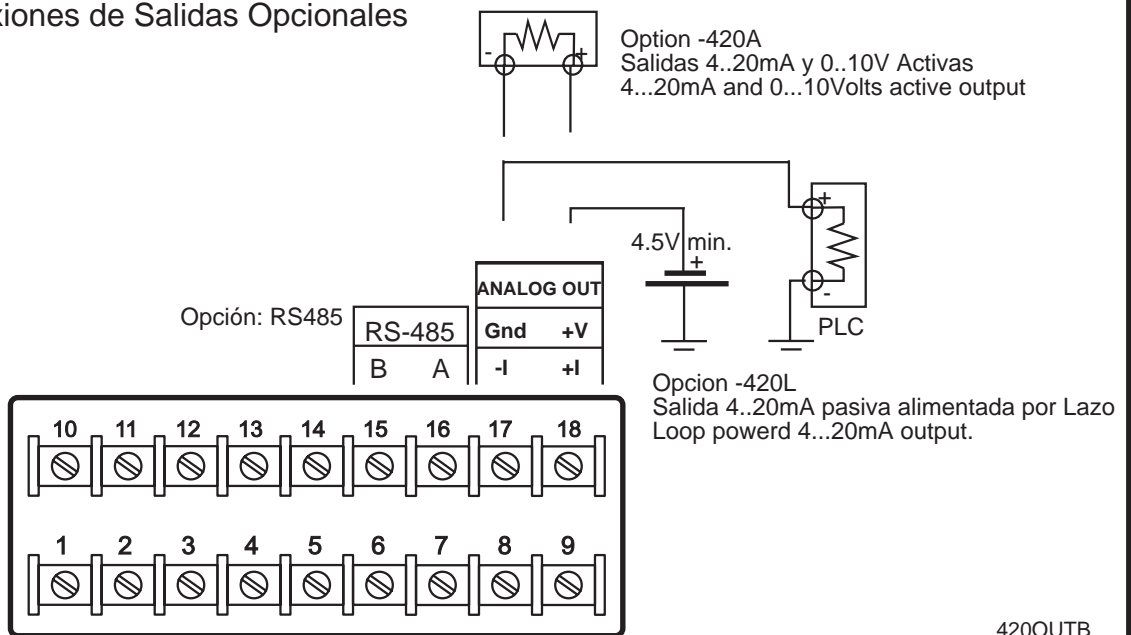 xiones de Salidas Opcionales
Option -420A
Salidas 4..20mA y 0..10V Activas
4...20mA and 0...10Volts active output
- +
4.5V min.
+
+
-
PLC
ANALOG OUT
Opción: RS485
RS-485
Gnd +V
B A
-I +I
Opcion -420L
Salida 4..20mA pasiva alimentada por Lazo
Loop powerd 4...20mA output.
10 11 12 13 14 15 16 17 18
1 2 3 4 5 6 7 8 9
420OUTB